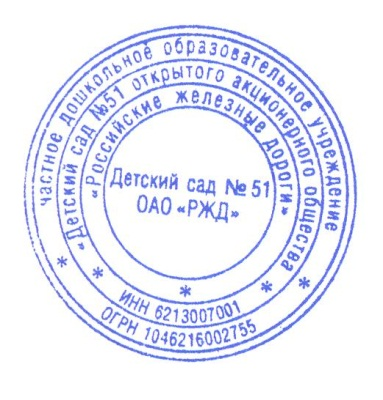 частное дошкольное образовательное учреждение
«Детский сад №51 открытого акционерного общества
«Российские железные дороги»
Детский сад № 51
ОАО «РЖД»
ИНН 6213007001
ОГРН 1046216002755